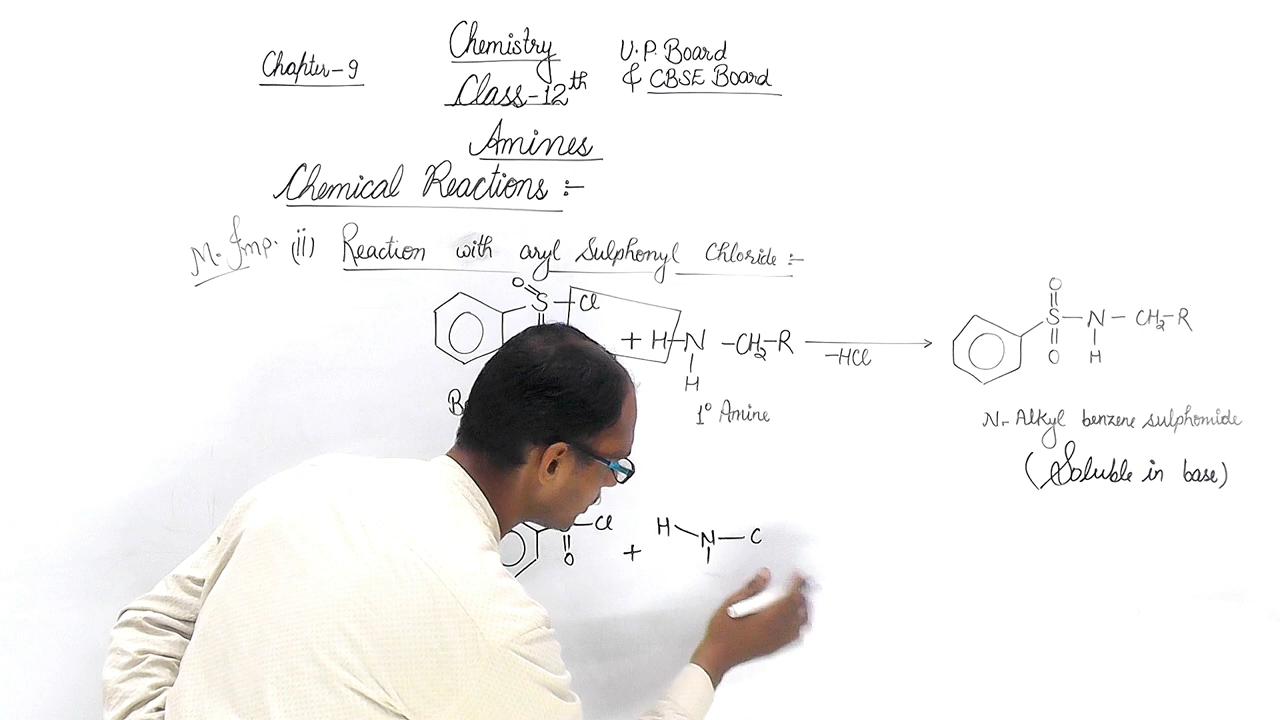 Chapter-9
Chemistry
Class-12th
U.P. Board
& CBSE Board
Amines
Chemical Reactions :-
M. Imp. (ii) Reaction with aryl Sulphonyl Chloride :-
O S Cl + H-N-CH2-R -HCl O S N - CH2-R
H O H
1° Amine
N- Alkyl benzene sulphomide
(Soluble in base)
Cl + H N C
O